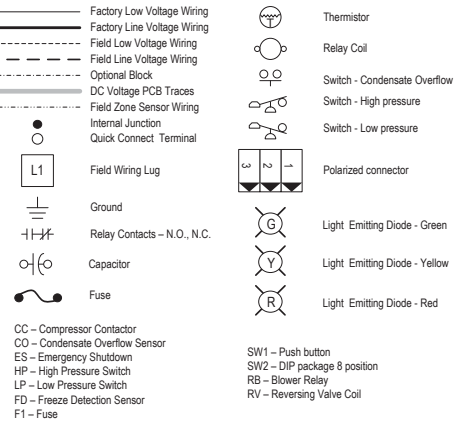 Factory Low Voltage Wiring
Factory Line Voltage Wiring
Field Low Voltage Wiring
Field Line Voltage Wiring
Optional Block
DC Voltage PCB Traces
Field Zone Sensor Wiring
Internal Junction
Quick Connect Terminal
L1
Field Wiring Lug
Ground
Relay Contacts – N.O., N.C.
Capacitor
Fuse
Thermistor
Relay Coil
Switch - Condensate Overflow
Switch - High pressure
Switch - Low pressure
3 2 1
Polarized connector
G
Light Emitting Diode - Green
Y
Light Emitting Diode - Yellow
R
Light Emitting Diode - Red
CC – Compressor Contactor
CO – Condensate Overflow Sensor
ES – Emergency Shutdown
HP – High Pressure Switch
LP – Low Pressure Switch
FD – Freeze Detection Sensor
F1 – Fuse
SW1 – Push button
SW2 – DIP package 8 position
RB – Blower Relay
RV – Reversing Valve Coil